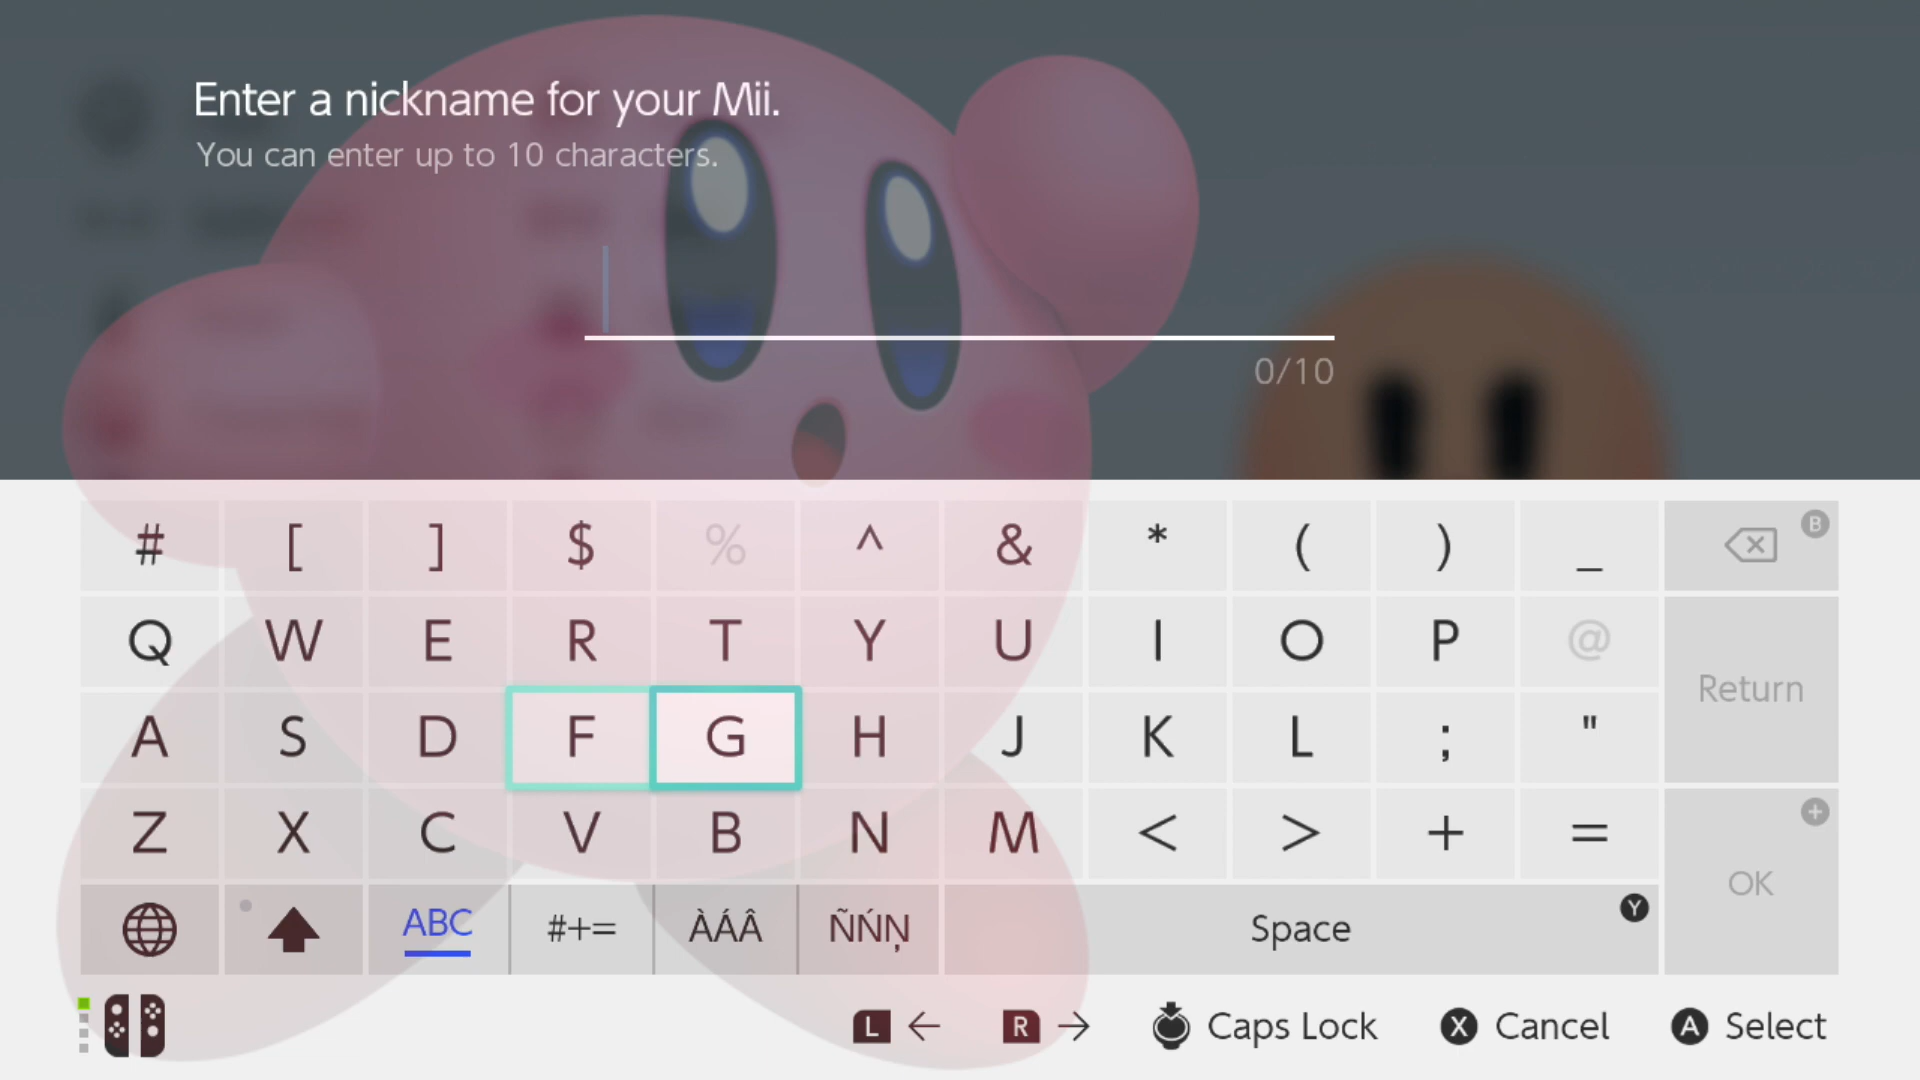 Enter a nickname for your Mii.
You can enter up to 10 characters.
0/10
# [ ] $ % ^ & * ( ) _ B
Q W E R T Y U I O P @ Return
A S D F G H J K L ; "
Z X C V B N M < > + = OK +
ABC #+= ÀÁÂ ÑŃŅ Space Y
L ← R → Caps Lock X Cancel A Select